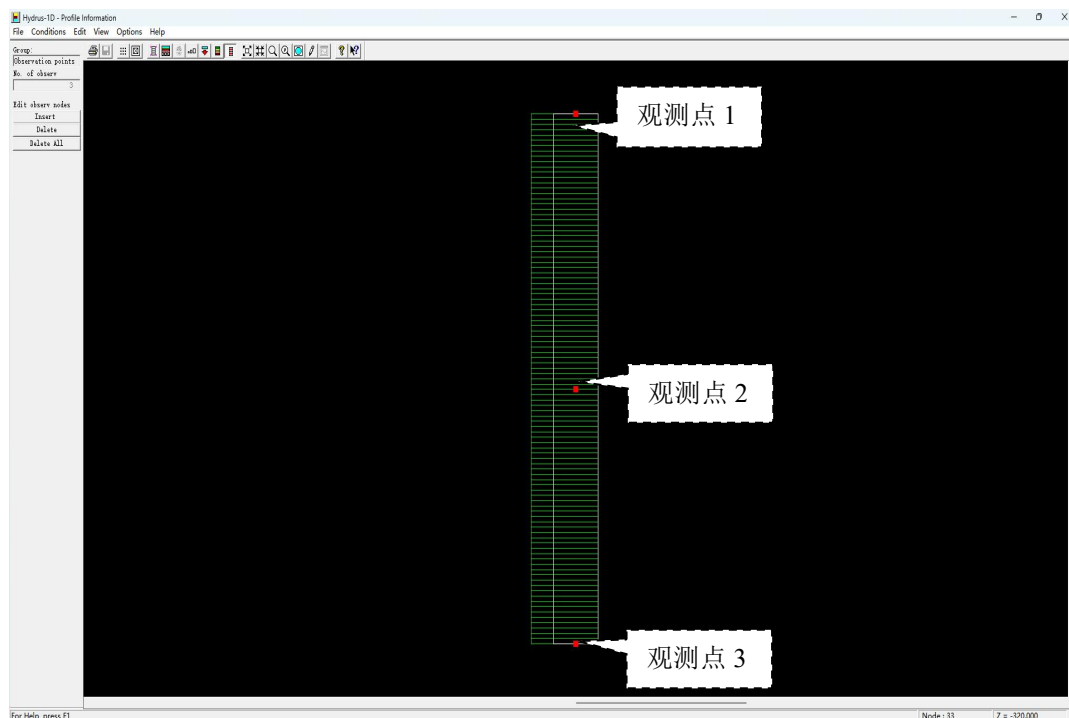 Hydrus-1D - Profile Information
File Conditions Edit View Options Help
Group:
Observation points
No. of observ
3
Edit observ nodes
Insert
Delete
Delete All
观测点 1
观测点 2
观测点 3
For Help, press F1
Node : 33
Z = -320.000